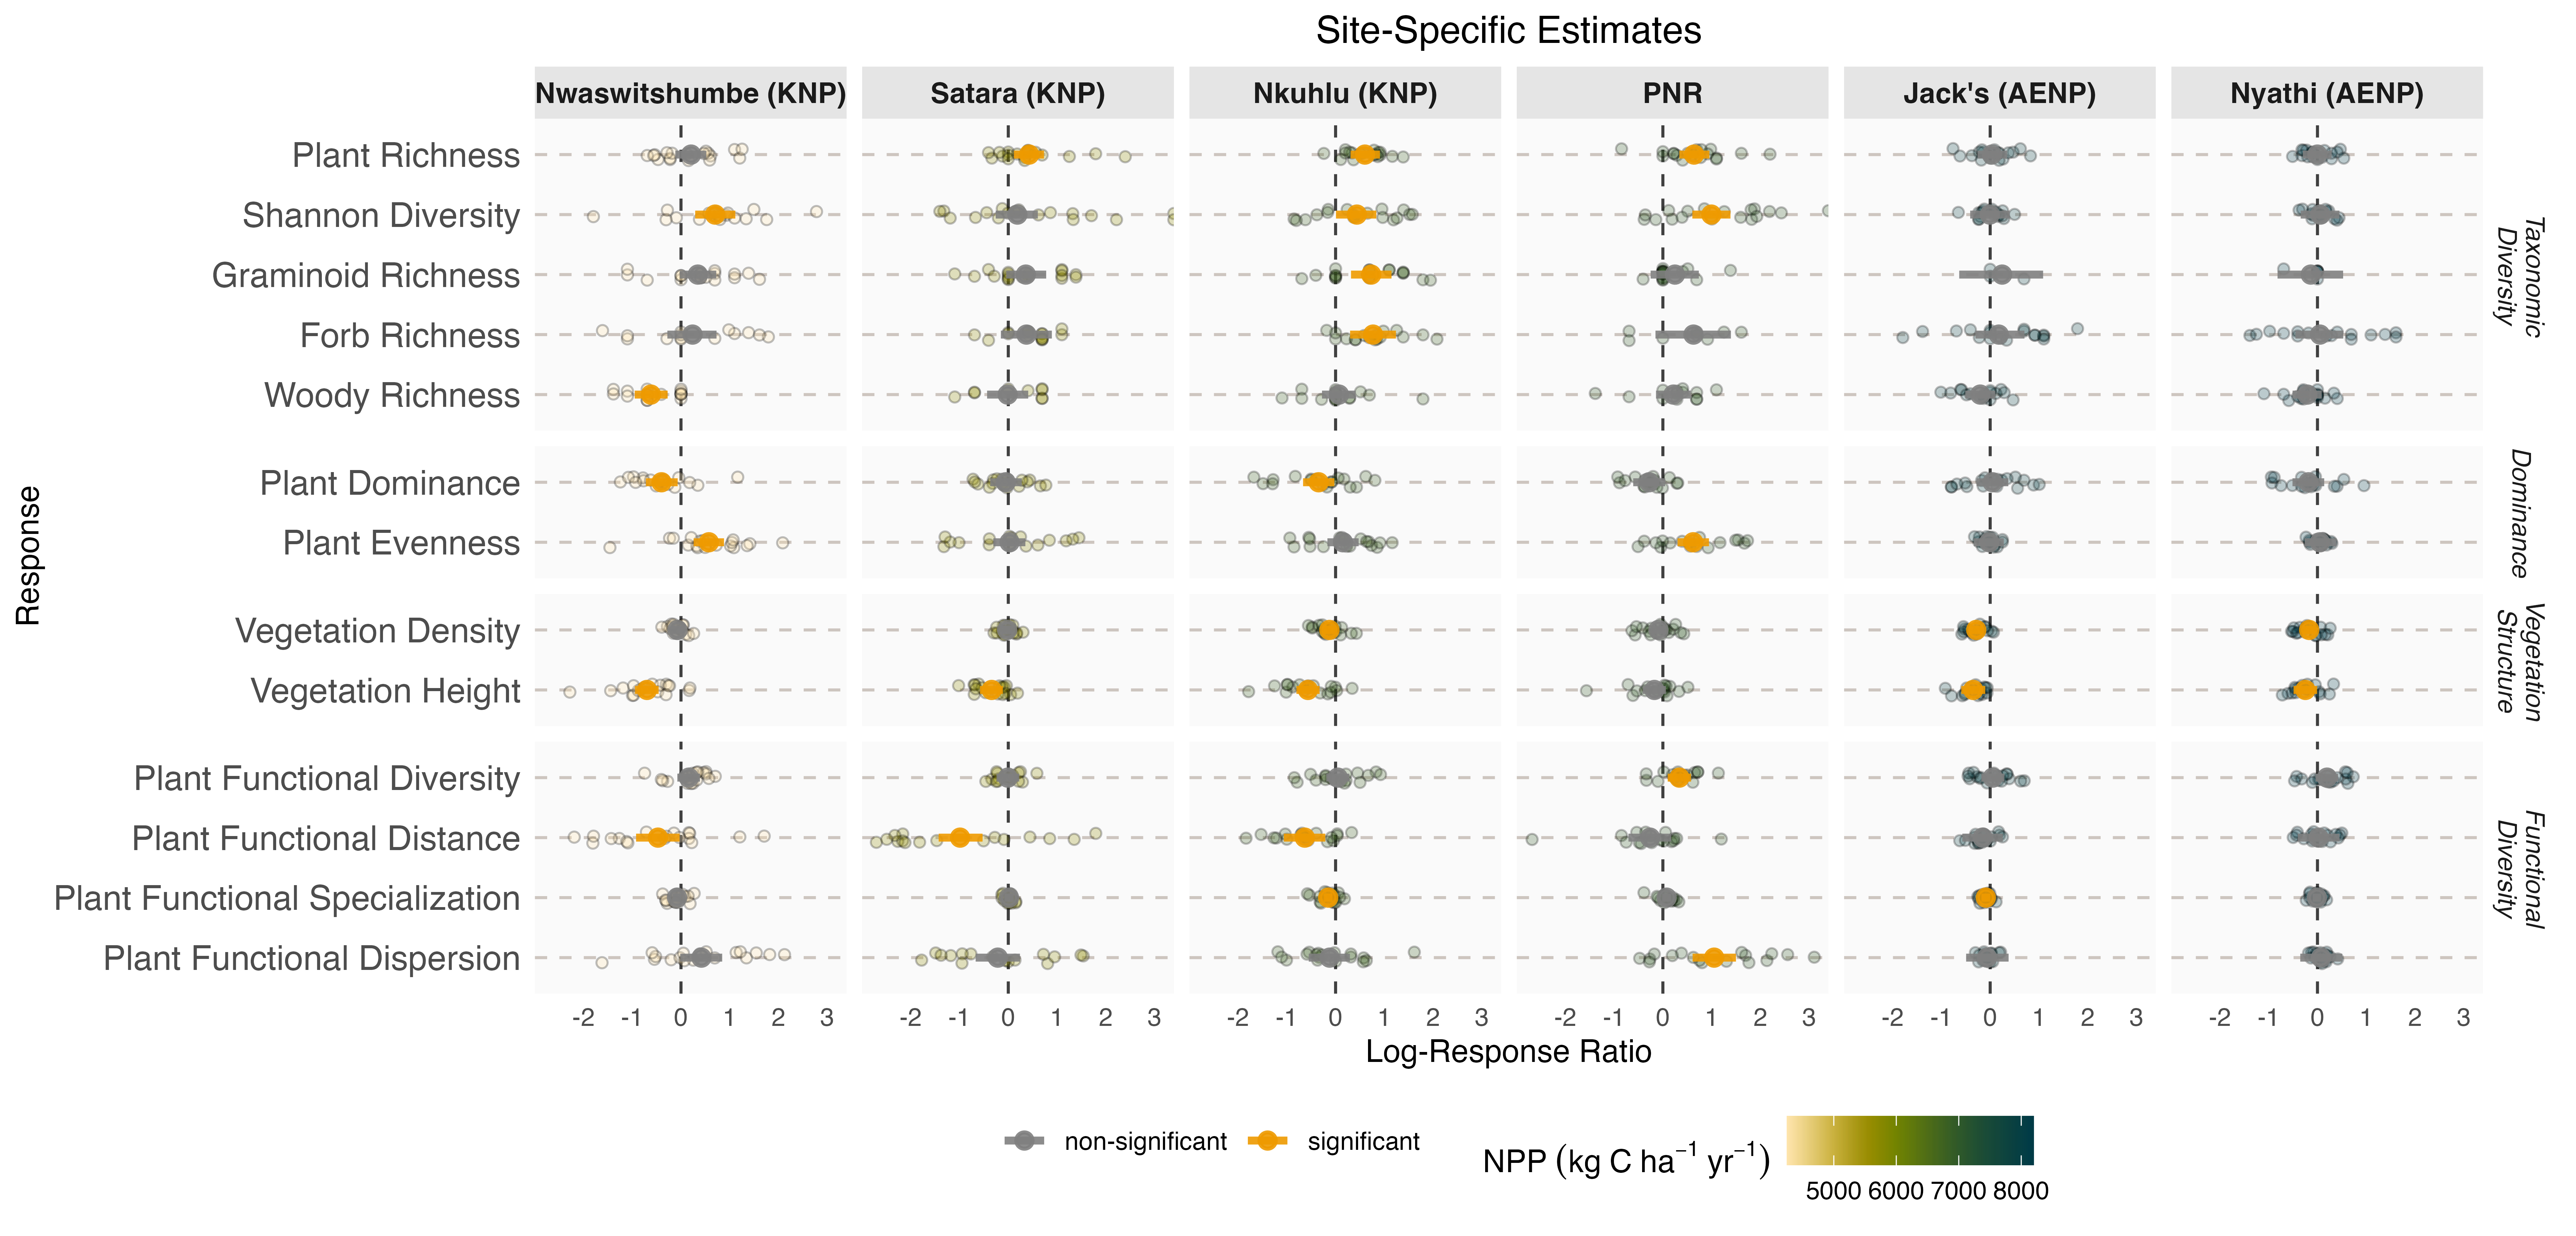 Site-Specific Estimates
Nwaswitshumbe (KNP) Satara (KNP) Nkuhlu (KNP) PNR Jack's (AENP) Nyathi (AENP)
Response
Plant Richness
Shannon Diversity
Graminoid Richness
Forb Richness
Woody Richness
Taxonomic
Diversity
Plant Dominance
Plant Evenness
Dominance
Vegetation Density
Vegetation Height
Vegetation
Structure
Plant Functional Diversity
Plant Functional Distance
Plant Functional Specialization
Plant Functional Dispersion
Functional
Diversity
-2 -1 0 1 2 3 -2 -1 0 1 2 3 -2 -1 0 1 2 3 -2 -1 0 1 2 3 -2 -1 0 1 2 3 -2 -1 0 1 2 3
Log-Response Ratio
non-significant significant
NPP (kg C ha⁻¹ yr⁻¹)
5000 6000 7000 8000